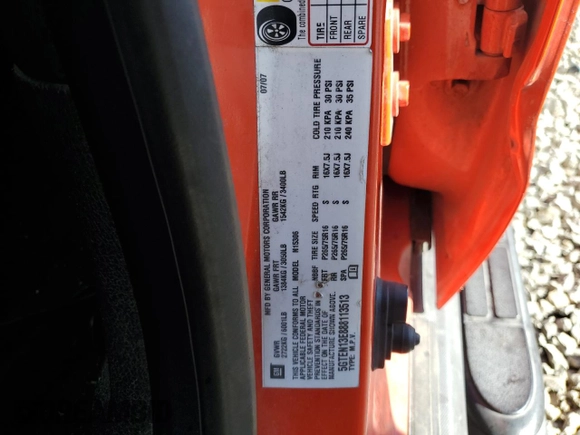 The combined
TIRE
FRONT
REAR
SPARE
MFD BY GENERAL MOTORS CORPORATION
07/07
GVWR GAWR FRT GAWR RR
2722KG / 6001LB 1384KG / 3050LB 1542KG / 3400LB
THIS VEHICLE CONFORMS TO ALL
APPLICABLE FEDERAL MOTOR
VEHICLE SAFETY AND THEFT
PREVENTION STANDARDS IN
EFFECT ON THE DATE OF
MANUFACTURE SHOWN ABOVE.
5GTEN13E888113513
TYPE: M.P.V.
MODEL N15306
TIRE SIZE SPEED RTG RIM COLD TIRE PRESSURE
FRT P265/75R16 S 16X7.5J 210 KPA 30 PSI
RR P265/75R16 S 16X7.5J 210 KPA 30 PSI
SPA P265/75R16 S 16X7.5J 240 KPA 35 PSI
GM